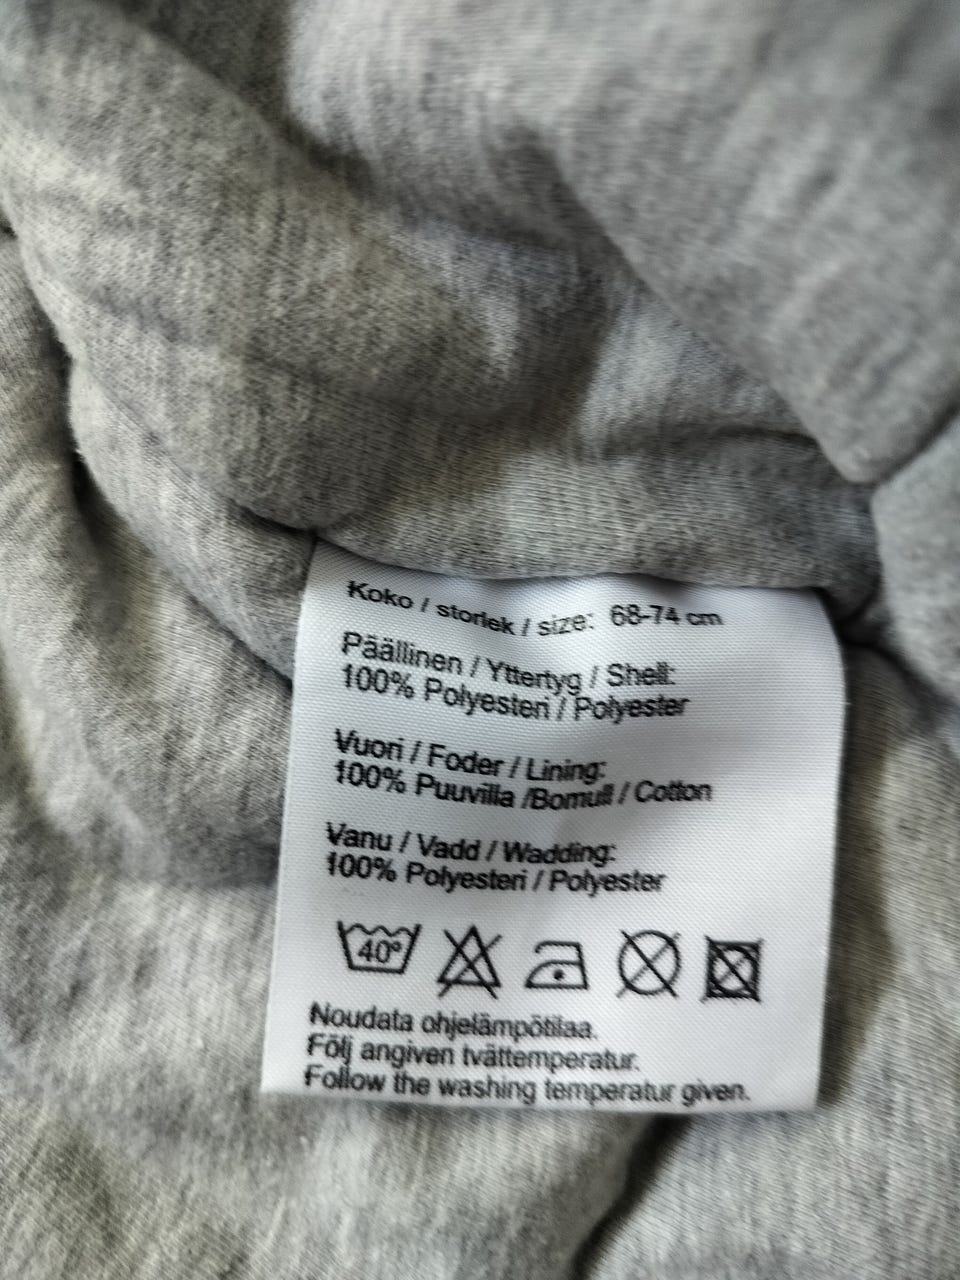 Koko / storlek / size: 68-74 cm
Päällinen / Yttertyg / Shell:
100% Polyesteri / Polyester
Vuori / Foder / Lining:
100% Puuvilla /Bomull / Cotton
Vanu / Vadd / Wadding:
100% Polyesteri / Polyester
40°
Noudata ohjelämpötilaa.
Följ angiven tvättemperatur.
Follow the washing temperatur given.